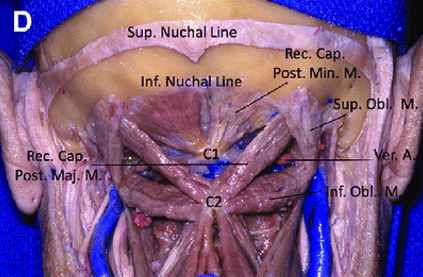 D
Sup. Nuchal Line
Rec. Cap.
Post. Min. M.
Inf. Nuchal Line
Sup. Obl. M.
Rec. Cap.
Post. Maj. M.
C1
Ver. A.
Inf. Obl. M.
C2